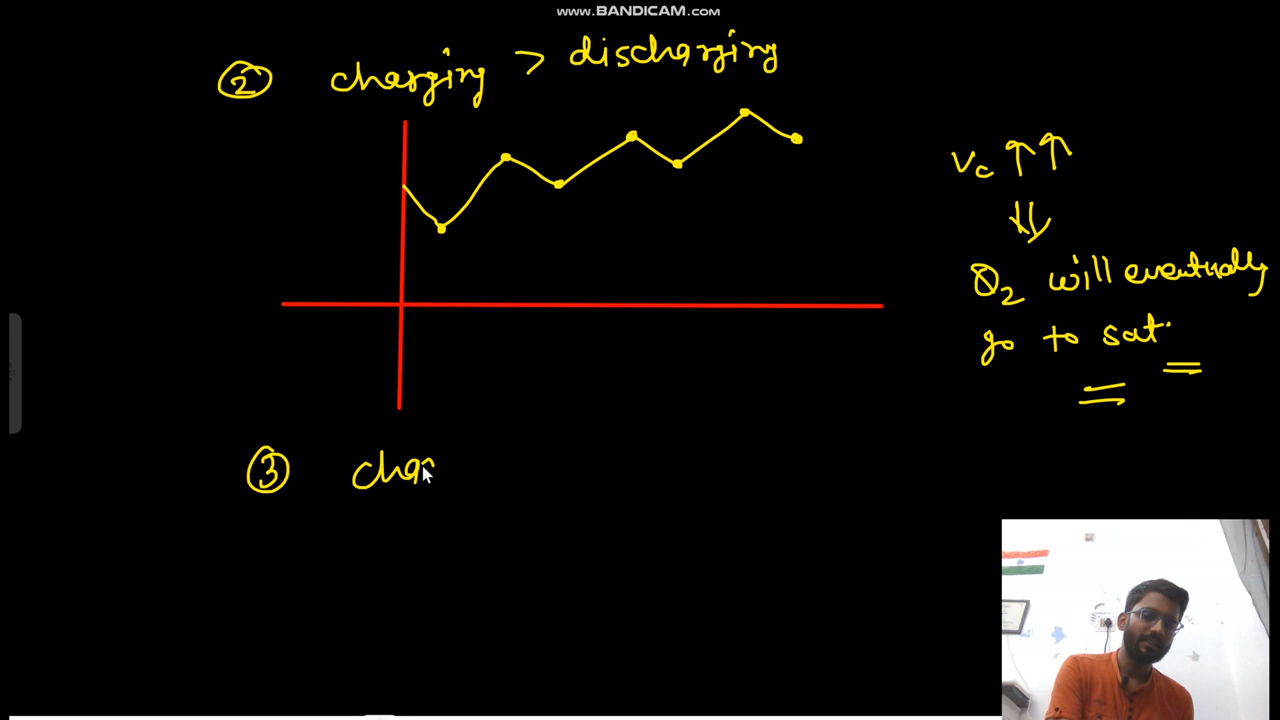 www.BANDICAM.com
② charging > discharging
Vc ↑↑
⇓
Q2 will eventually
go to sat.
③ cha